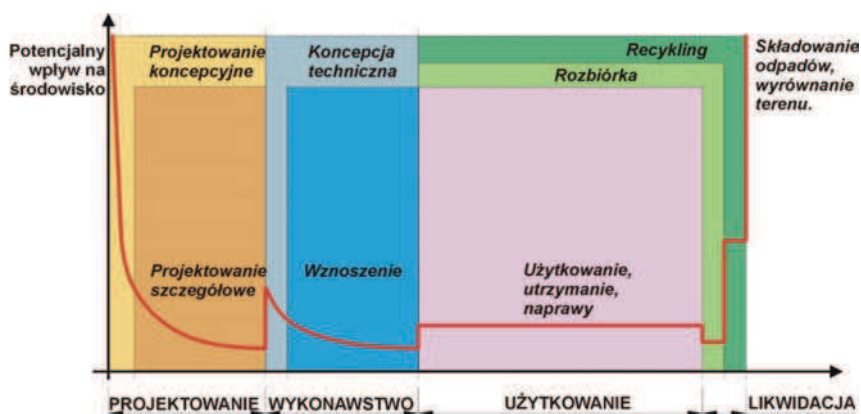 Potencjalny
wpływ na
środowisko
Projektowanie
koncepcyjne
Koncepcja
techniczna
Recykling
Rozbiórka
Składowanie
odpadów,
wyrównanie
terenu.
Projektowanie
szczegółowe
Wznoszenie
Użytkowanie,
utrzymanie,
naprawy
PROJEKTOWANIE
WYKONAWSTWO
UŻYTKOWANIE
LIKWIDACJA